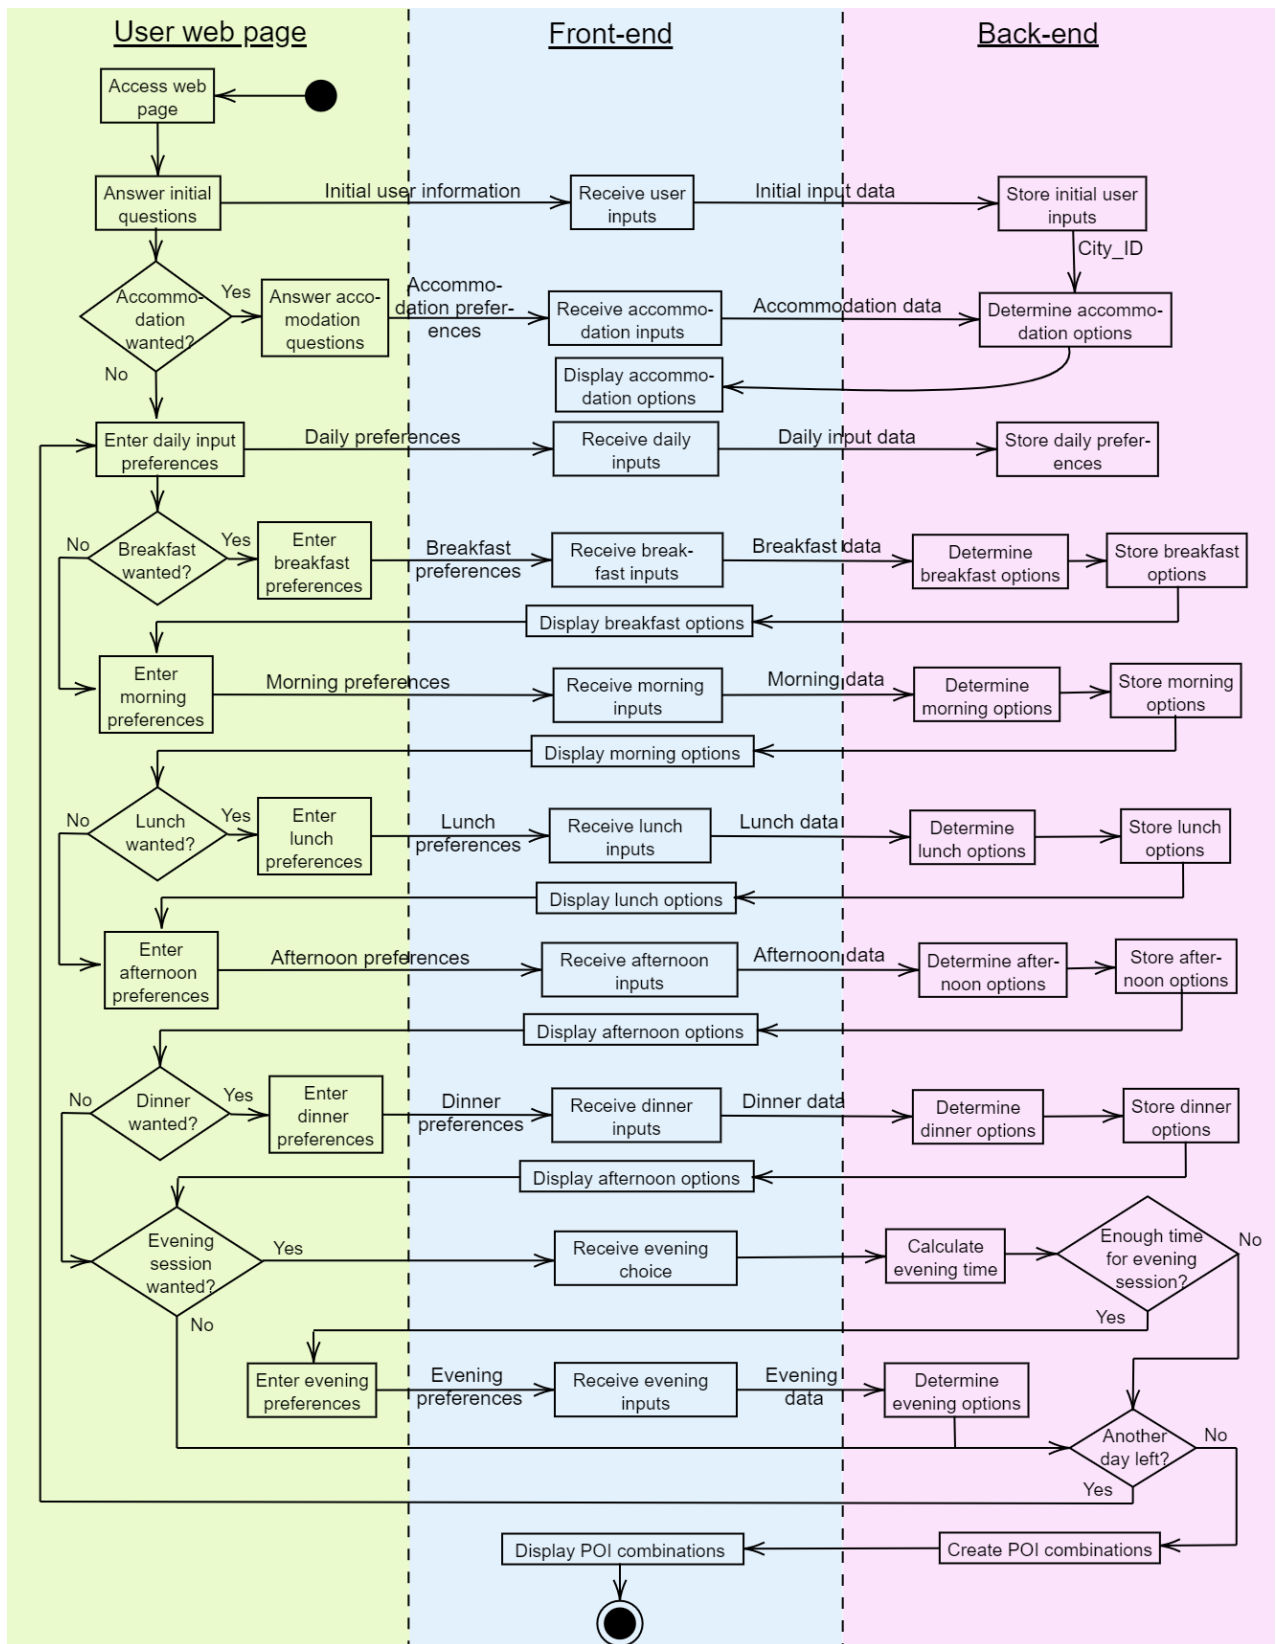 User web page
Front-end
Back-end
Access web
page
Answer initial
questions
Initial user information
Receive user
inputs
Initial input data
Store initial user
inputs
City_ID
Accommo-
dation
wanted?
Yes
No
Answer acco-
modation
questions
Accommo-
dation prefer-
ences
Receive accommo-
dation inputs
Accommodation data
Determine accommo-
dation options
Display accommo-
dation options
Enter daily input
preferences
Daily preferences
Receive daily
inputs
Daily input data
Store daily prefer-
ences
No
Breakfast
wanted?
Yes
Enter
breakfast
preferences
Breakfast
preferences
Receive break-
fast inputs
Breakfast data
Determine
breakfast options
Store breakfast
options
Display breakfast options
Enter
morning
preferences
Morning preferences
Receive morning
inputs
Morning data
Determine
morning options
Store morning
options
Display morning options
No
Lunch
wanted?
Yes
Enter
lunch
preferences
Lunch
preferences
Receive lunch
inputs
Lunch data
Determine
lunch options
Store lunch
options
Display lunch options
Enter
afternoon
preferences
Afternoon preferences
Receive afternoon
inputs
Afternoon data
Determine after-
noon options
Store after-
noon options
Display afternoon options
No
Dinner
wanted?
Yes
Enter
dinner
preferences
Dinner
preferences
Receive dinner
inputs
Dinner data
Determine
dinner options
Store dinner
options
Display afternoon options
Evening
session
wanted?
Yes
No
Receive evening
choice
Calculate
evening time
Enough time
for evening
session?
No
Yes
Enter evening
preferences
Evening
preferences
Receive evening
inputs
Evening
data
Determine
evening options
Another
day left?
No
Yes
Display POI combinations
Create POI combinations